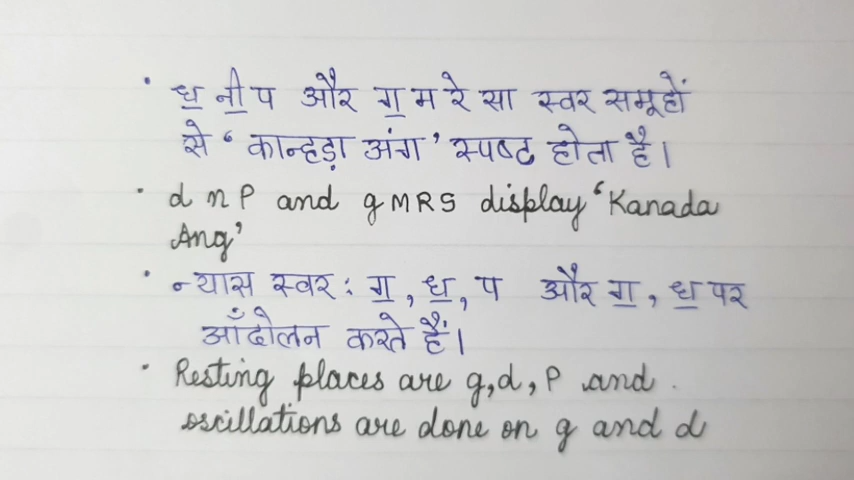 · ध॒ नी॒ प और ग॒ म रे सा स्वर समूहों
से ‘कान्हड़ा अंग’ स्पष्ट होता है।
· d n P and g M R S display ‘Kanada
Ang’
· न्यास स्वर : ग॒, ध॒, प और ग॒, ध॒ पर
आँदोलन करते हैं।
· Resting places are g, d, P and
oscillations are done on g and d